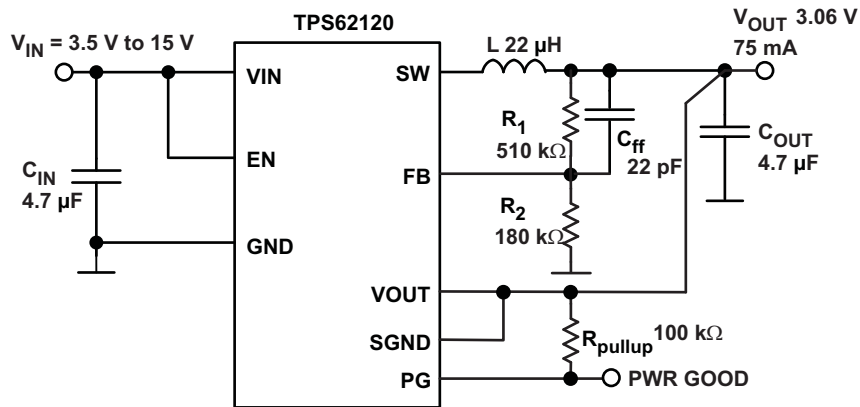 TPS62120
V_IN = 3.5 V to 15 V
V_OUT 3.06 V
75 mA
VIN
SW
L 22 µH
R_1
510 kΩ
C_ff
22 pF
C_OUT
4.7 µF
EN
C_IN
4.7 µF
FB
R_2
180 kΩ
GND
VOUT
SGND
R_pullup 100 kΩ
PG
PWR GOOD